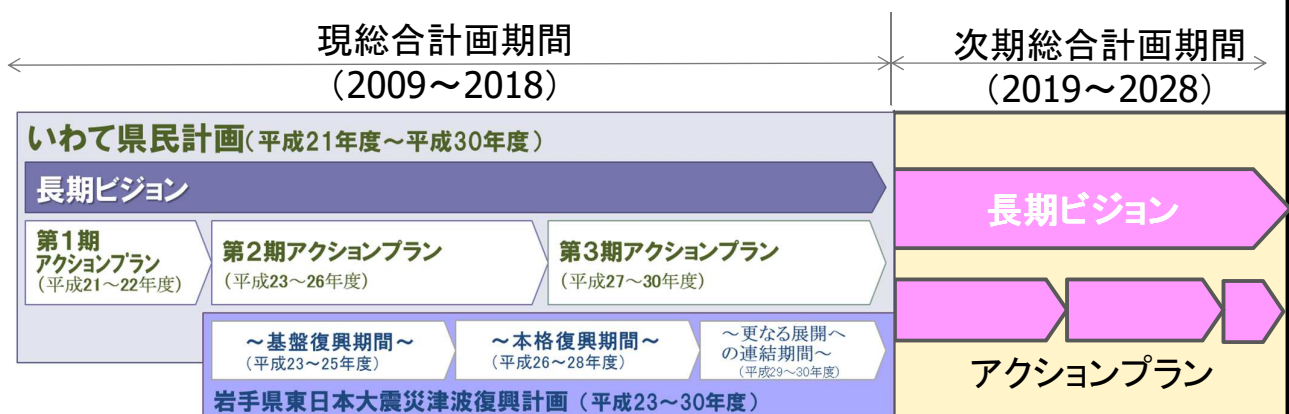 現総合計画期間
(2009～2018)
次期総合計画期間
(2019～2028)
いわて県民計画(平成21年度～平成30年度)
長期ビジョン
第1期
アクションプラン
(平成21～22年度)
第2期アクションプラン
(平成23～26年度)
第3期アクションプラン
(平成27～30年度)
～基盤復興期間～
(平成23～25年度)
～本格復興期間～
(平成26～28年度)
～更なる展開へ
の連結期間～
(平成29～30年度)
岩手県東日本大震災津波復興計画(平成23～30年度)
長期ビジョン
アクションプラン